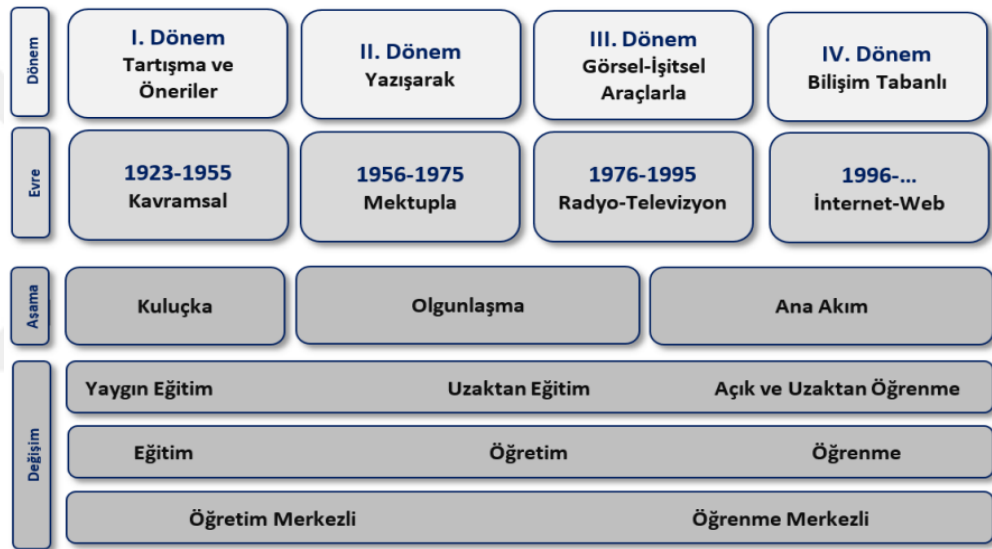 Dönem
I. Dönem
Tartışma ve
Öneriler
II. Dönem
Yazışarak
III. Dönem
Görsel-İşitsel
Araçlarla
IV. Dönem
Bilişim Tabanlı
Evre
1923-1955
Kavramsal
1956-1975
Mektupla
1976-1995
Radyo-Televizyon
1996-...
İnternet-Web
Aşama
Kuluçka
Olgunlaşma
Ana Akım
Değişim
Yaygın Eğitim Uzaktan Eğitim Açık ve Uzaktan Öğrenme
Eğitim Öğretim Öğrenme
Öğretim Merkezli Öğrenme Merkezli